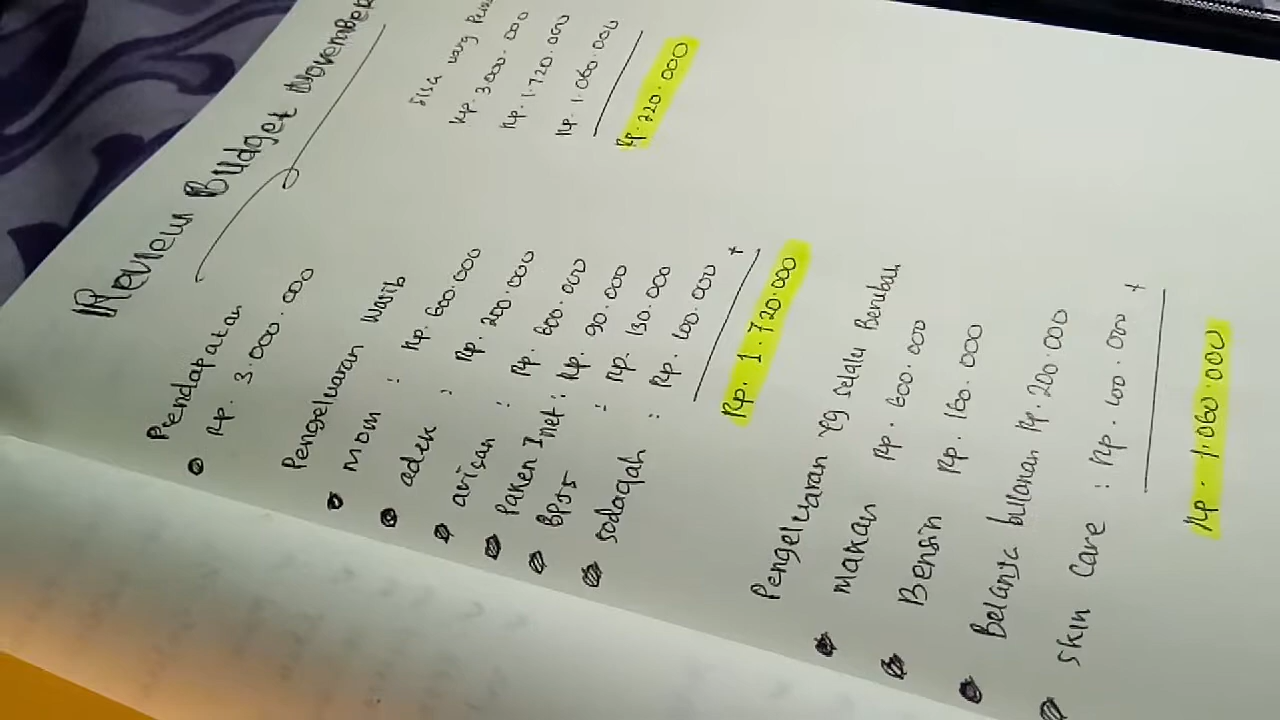 Review Budget November
Pendapatan
Rp. 3.000.000
Pengeluaran Wajib
Mom : Rp. 600.000
adek : Rp. 200.000
arisan : Rp. 600.000
Paken Inet : Rp. 90.000
BPJS : Rp. 130.000
sodaqah : Rp. 100.000 +
Rp. 1.720.000
Pengeluaran yg selalu Berubah
Makan Rp. 600.000
Bensin Rp. 160.000
Belanja bullanan Rp. 200.000
Skin Care : Rp. 100.000 +
Rp. 1.060.000
Sisa uang
Rp. 3.000.000
Rp. 1.720.000
Rp. 1.060.000
Rp. 220.000